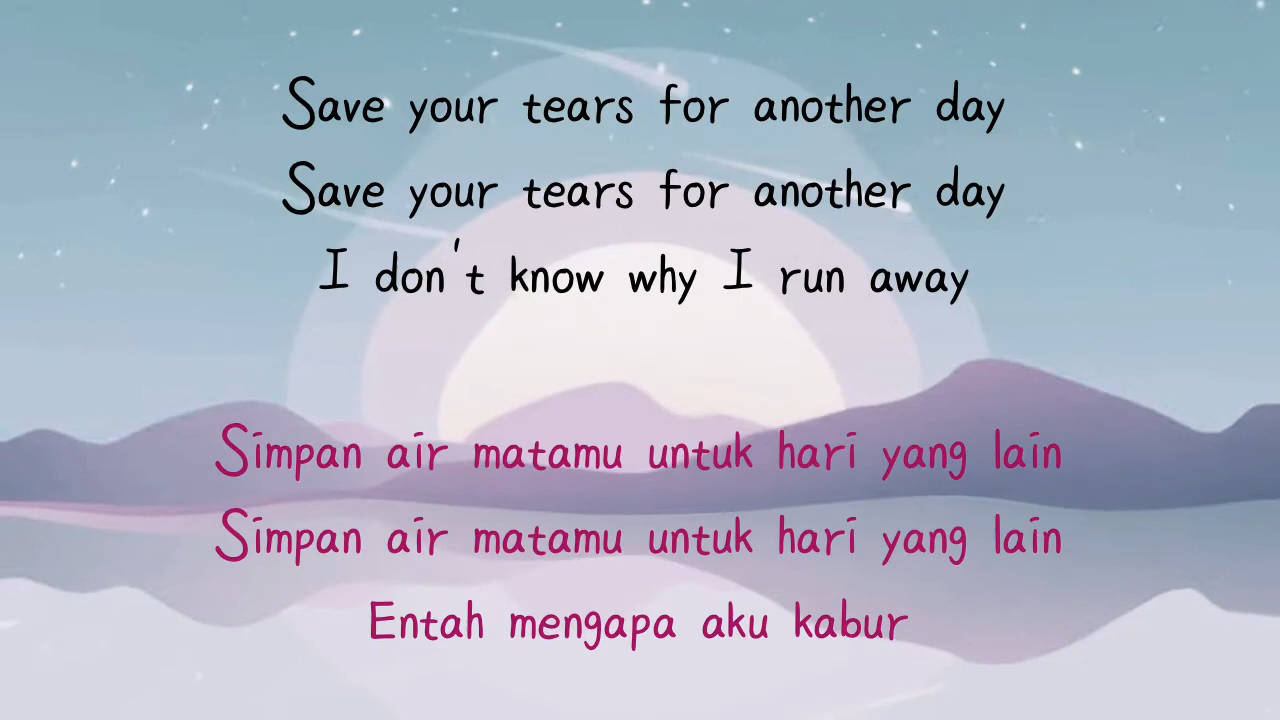 Save your tears for another day
Save your tears for another day
I don't know why I run away
Simpan air matamu untuk hari yang lain
Simpan air matamu untuk hari yang lain
Entah mengapa aku kabur